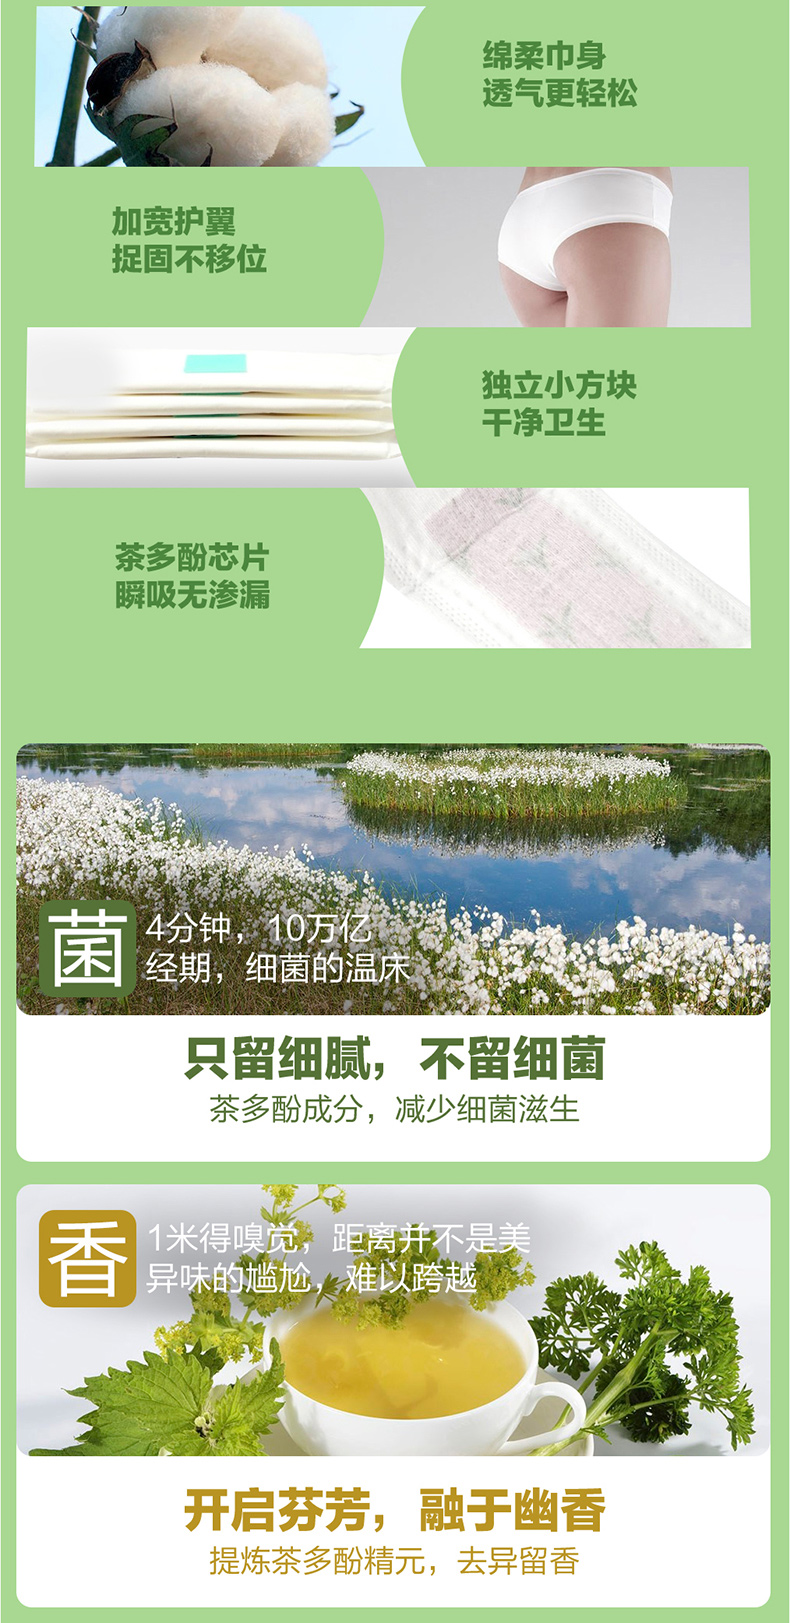 绵柔巾身
透气更轻松
加宽护翼
捉固不移位
独立小方块
干净卫生
茶多酚芯片
瞬吸无渗漏
菌
4分钟，10万亿
经期，细菌的温床
只留细腻，不留细菌
茶多酚成分，减少细菌滋生
香
1米得嗅觉，距离并不是美
异味的尴尬，难以跨越
开启芬芳，融于幽香
提炼茶多酚精元，去异留香